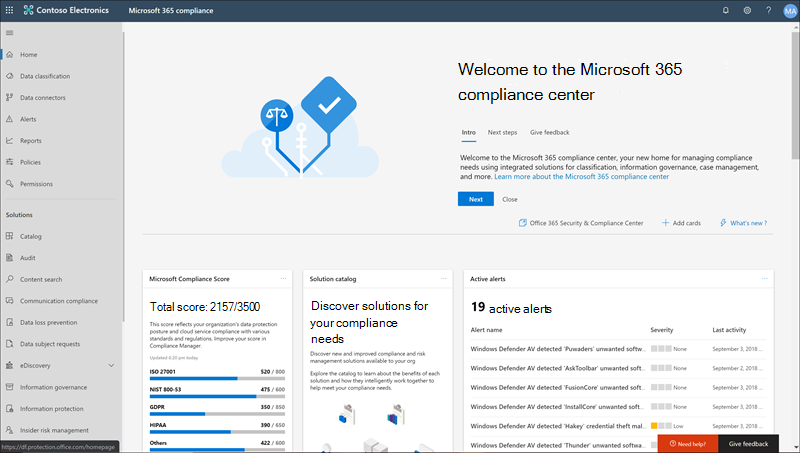 Contoso Electronics
Microsoft 365 compliance
MA
Home
Data classification
Data connectors
Alerts
Reports
Policies
Permissions
Solutions
Catalog
Audit
Content search
Communication compliance
Data loss prevention
Data subject requests
eDiscovery
Information governance
Information protection
Insider risk management
https://df.protection.office.com/homepage
Welcome to the Microsoft 365
compliance center
Intro
Next steps
Give feedback
Welcome to the Microsoft 365 compliance center, your new home for managing compliance
needs using integrated solutions for classification, information governance, case management,
and more. Learn more about the Microsoft 365 compliance center
Next
Close
Office 365 Security & Compliance Center
Add cards
What's new ?
Microsoft Compliance Score
Total score: 2157/3500
This score reflects your organization's data protection
posture and cloud service compliance with various
standards and regulations. Improve your score in
Compliance Manager.
Updated 8:20 pm today
ISO 27001 520 / 800
NIST 800-53 475 / 600
GDPR 350 / 850
HIPAA 390 / 650
Others 422 / 600
Solution catalog
Discover solutions for
your compliance
needs
Discover new and improved compliance and risk
management solutions available to your org
Explore the catalog to learn about the benefits of each
solution and how they intelligently work together to
help meet your compliance needs.
Active alerts
19 active alerts
Alert name Severity Last activity
Windows Defender AV detected 'Puwaders' unwanted softw... None September 3, 2018 ...
Windows Defender AV detected 'AskToolbar' unwanted soft... None September 2, 2018 ...
Windows Defender AV detected 'FusionCore' unwanted sof... None September 3, 2018 ...
Windows Defender AV detected 'InstallCore' unwanted soft... None September 3, 2018 ...
Windows Defender AV detected 'Hakey' credential theft mal... Low September 3, 2018 ...
Windows Defender AV detected 'Thunder' unwanted softwa...
Need help?
Give feedback